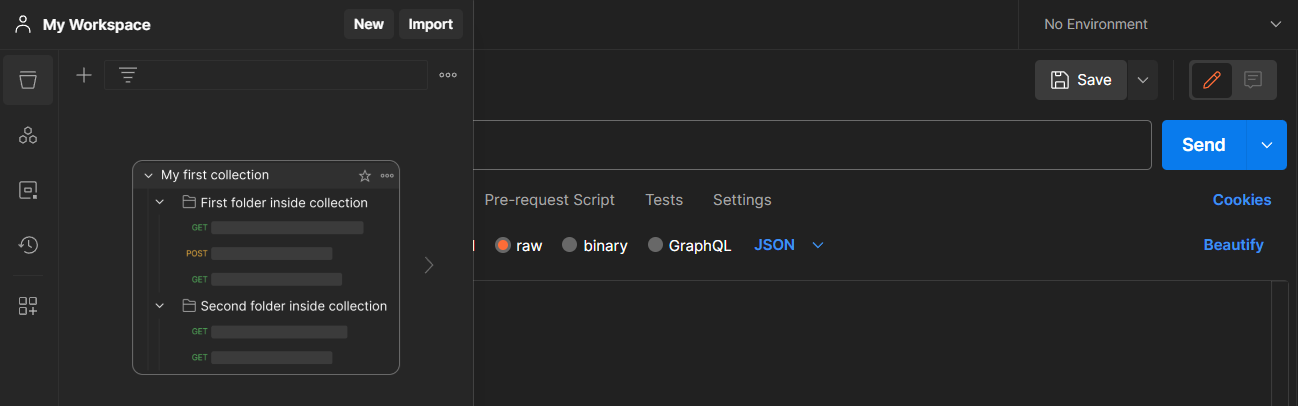 My Workspace
New
Import
No Environment
Save
Send
My first collection
First folder inside collection
GET
POST
GET
Second folder inside collection
GET
GET
Pre-request Script
Tests
Settings
Cookies
raw
binary
GraphQL
JSON
Beautify